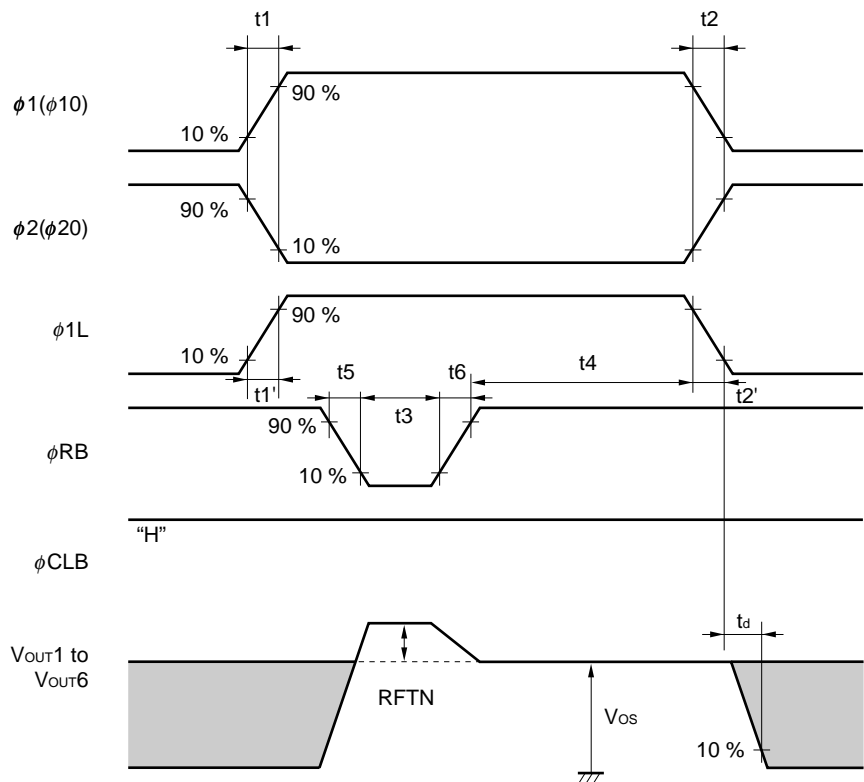 t1
t2
ϕ1(ϕ10)
90 %
10 %
90 %
ϕ2(ϕ20)
10 %
90 %
ϕ1L
10 %
t1'
t5
t3
t6
t4
t2'
90 %
ϕRB
10 %
“H”
ϕCLB
td
VOUT1 to
VOUT6
RFTN
VOS
10 %